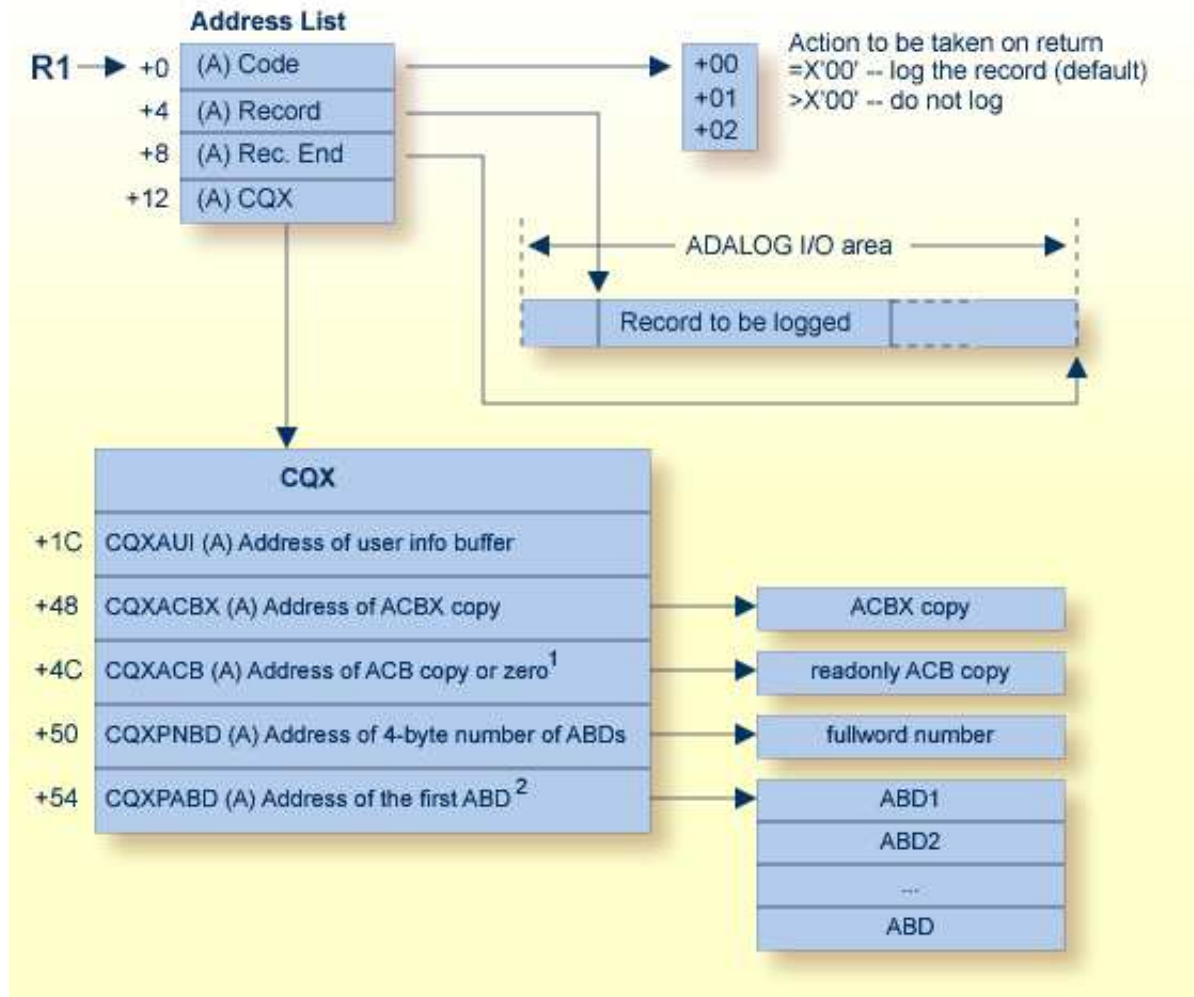 Address List
R1
+0 (A) Code
+4 (A) Record
+8 (A) Rec. End
+12 (A) CQX
+00
+01
+02
Action to be taken on return
=X'00' -- log the record (default)
>X'00' -- do not log
ADALOG I/O area
Record to be logged
CQX
+1C CQXAUI (A) Address of user info buffer
+48 CQXACBX (A) Address of ACBX copy
ACBX copy
+4C CQXACB (A) Address of ACB copy or zero1
readonly ACB copy
+50 CQXPNBD (A) Address of 4-byte number of ABDs
fullword number
+54 CQXPABD (A) Address of the first ABD2
ABD1
ABD2
...
ABD